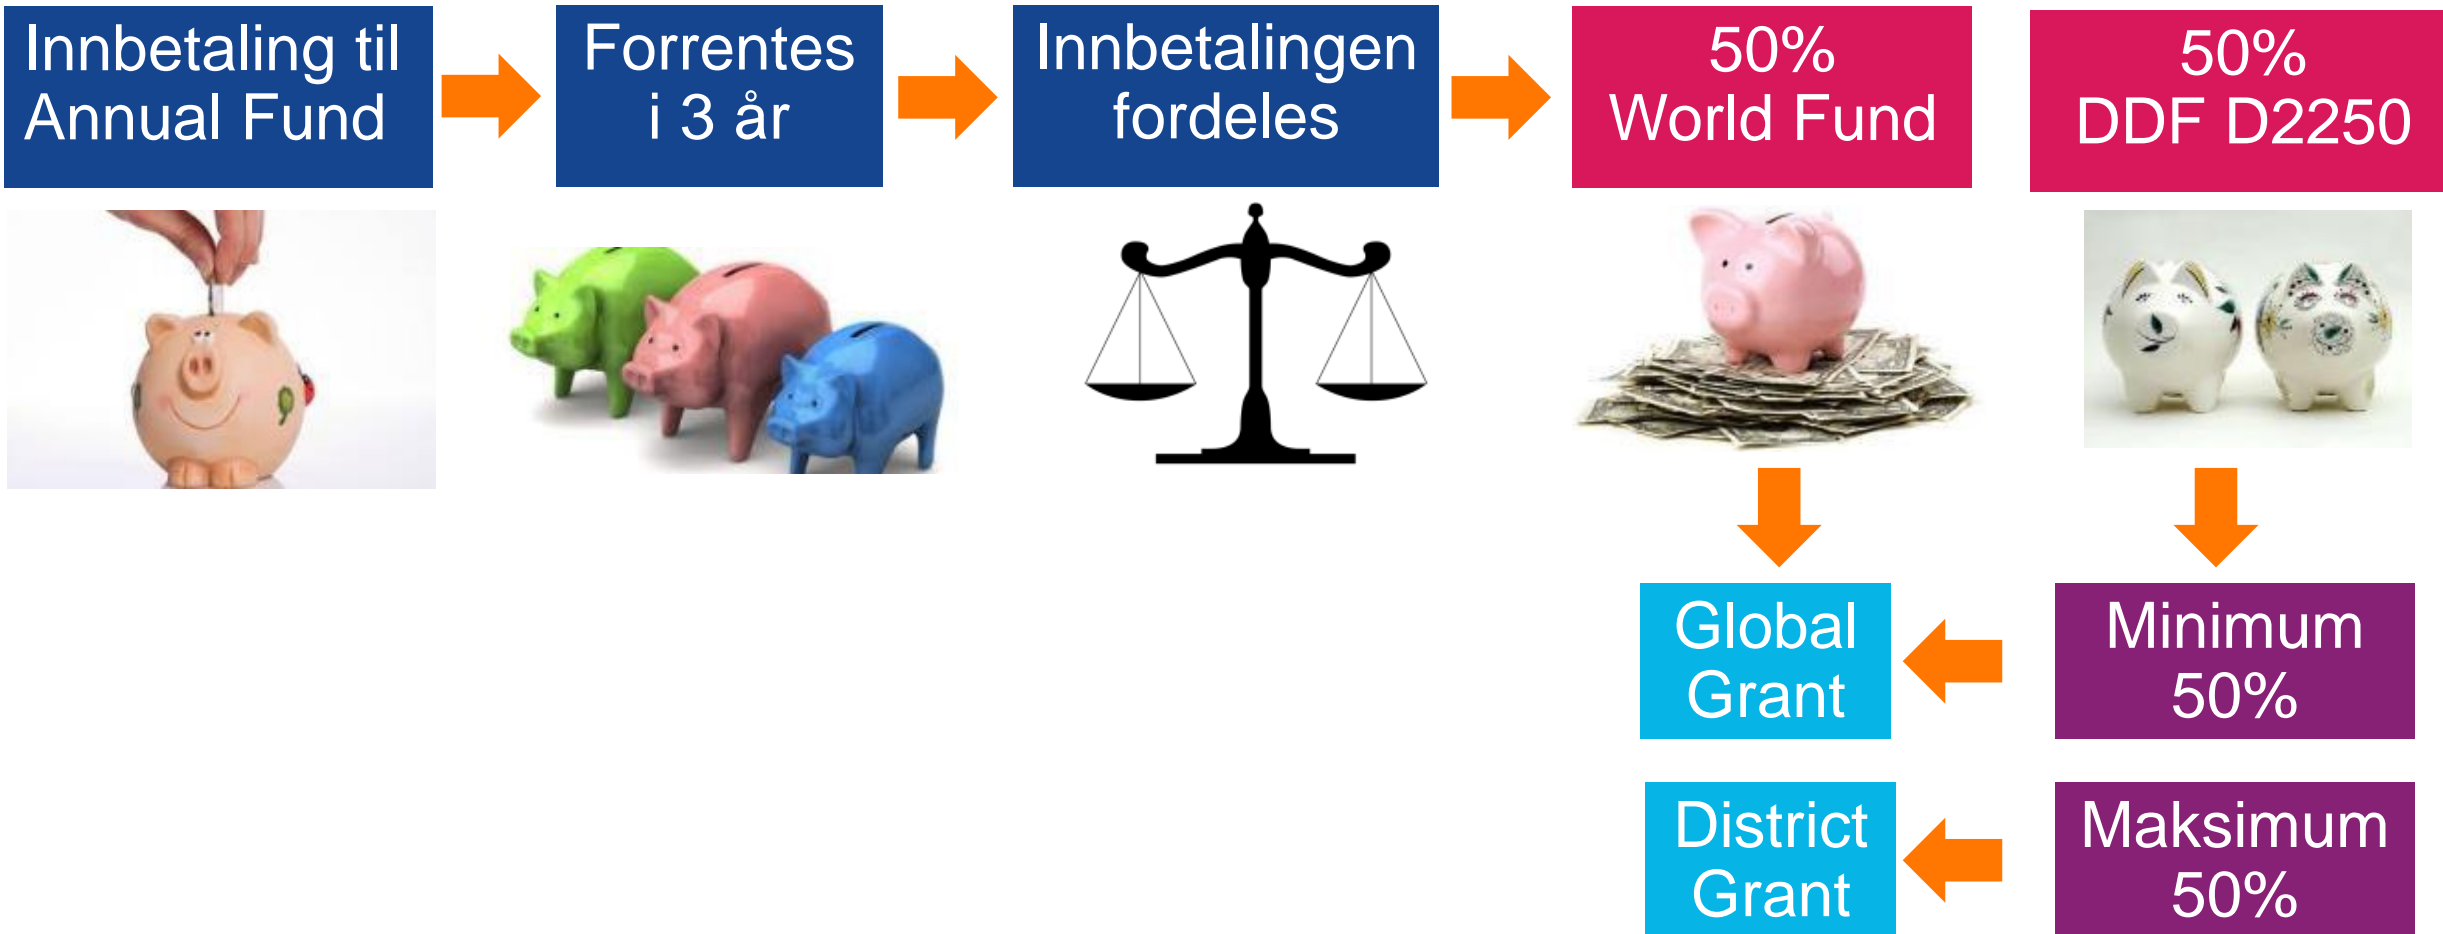 Innbetaling til
Annual Fund
Forrentes
i 3 år
Innbetalingen
fordeles
50%
World Fund
50%
DDF D2250
Global
Grant
Minimum
50%
District
Grant
Maksimum
50%